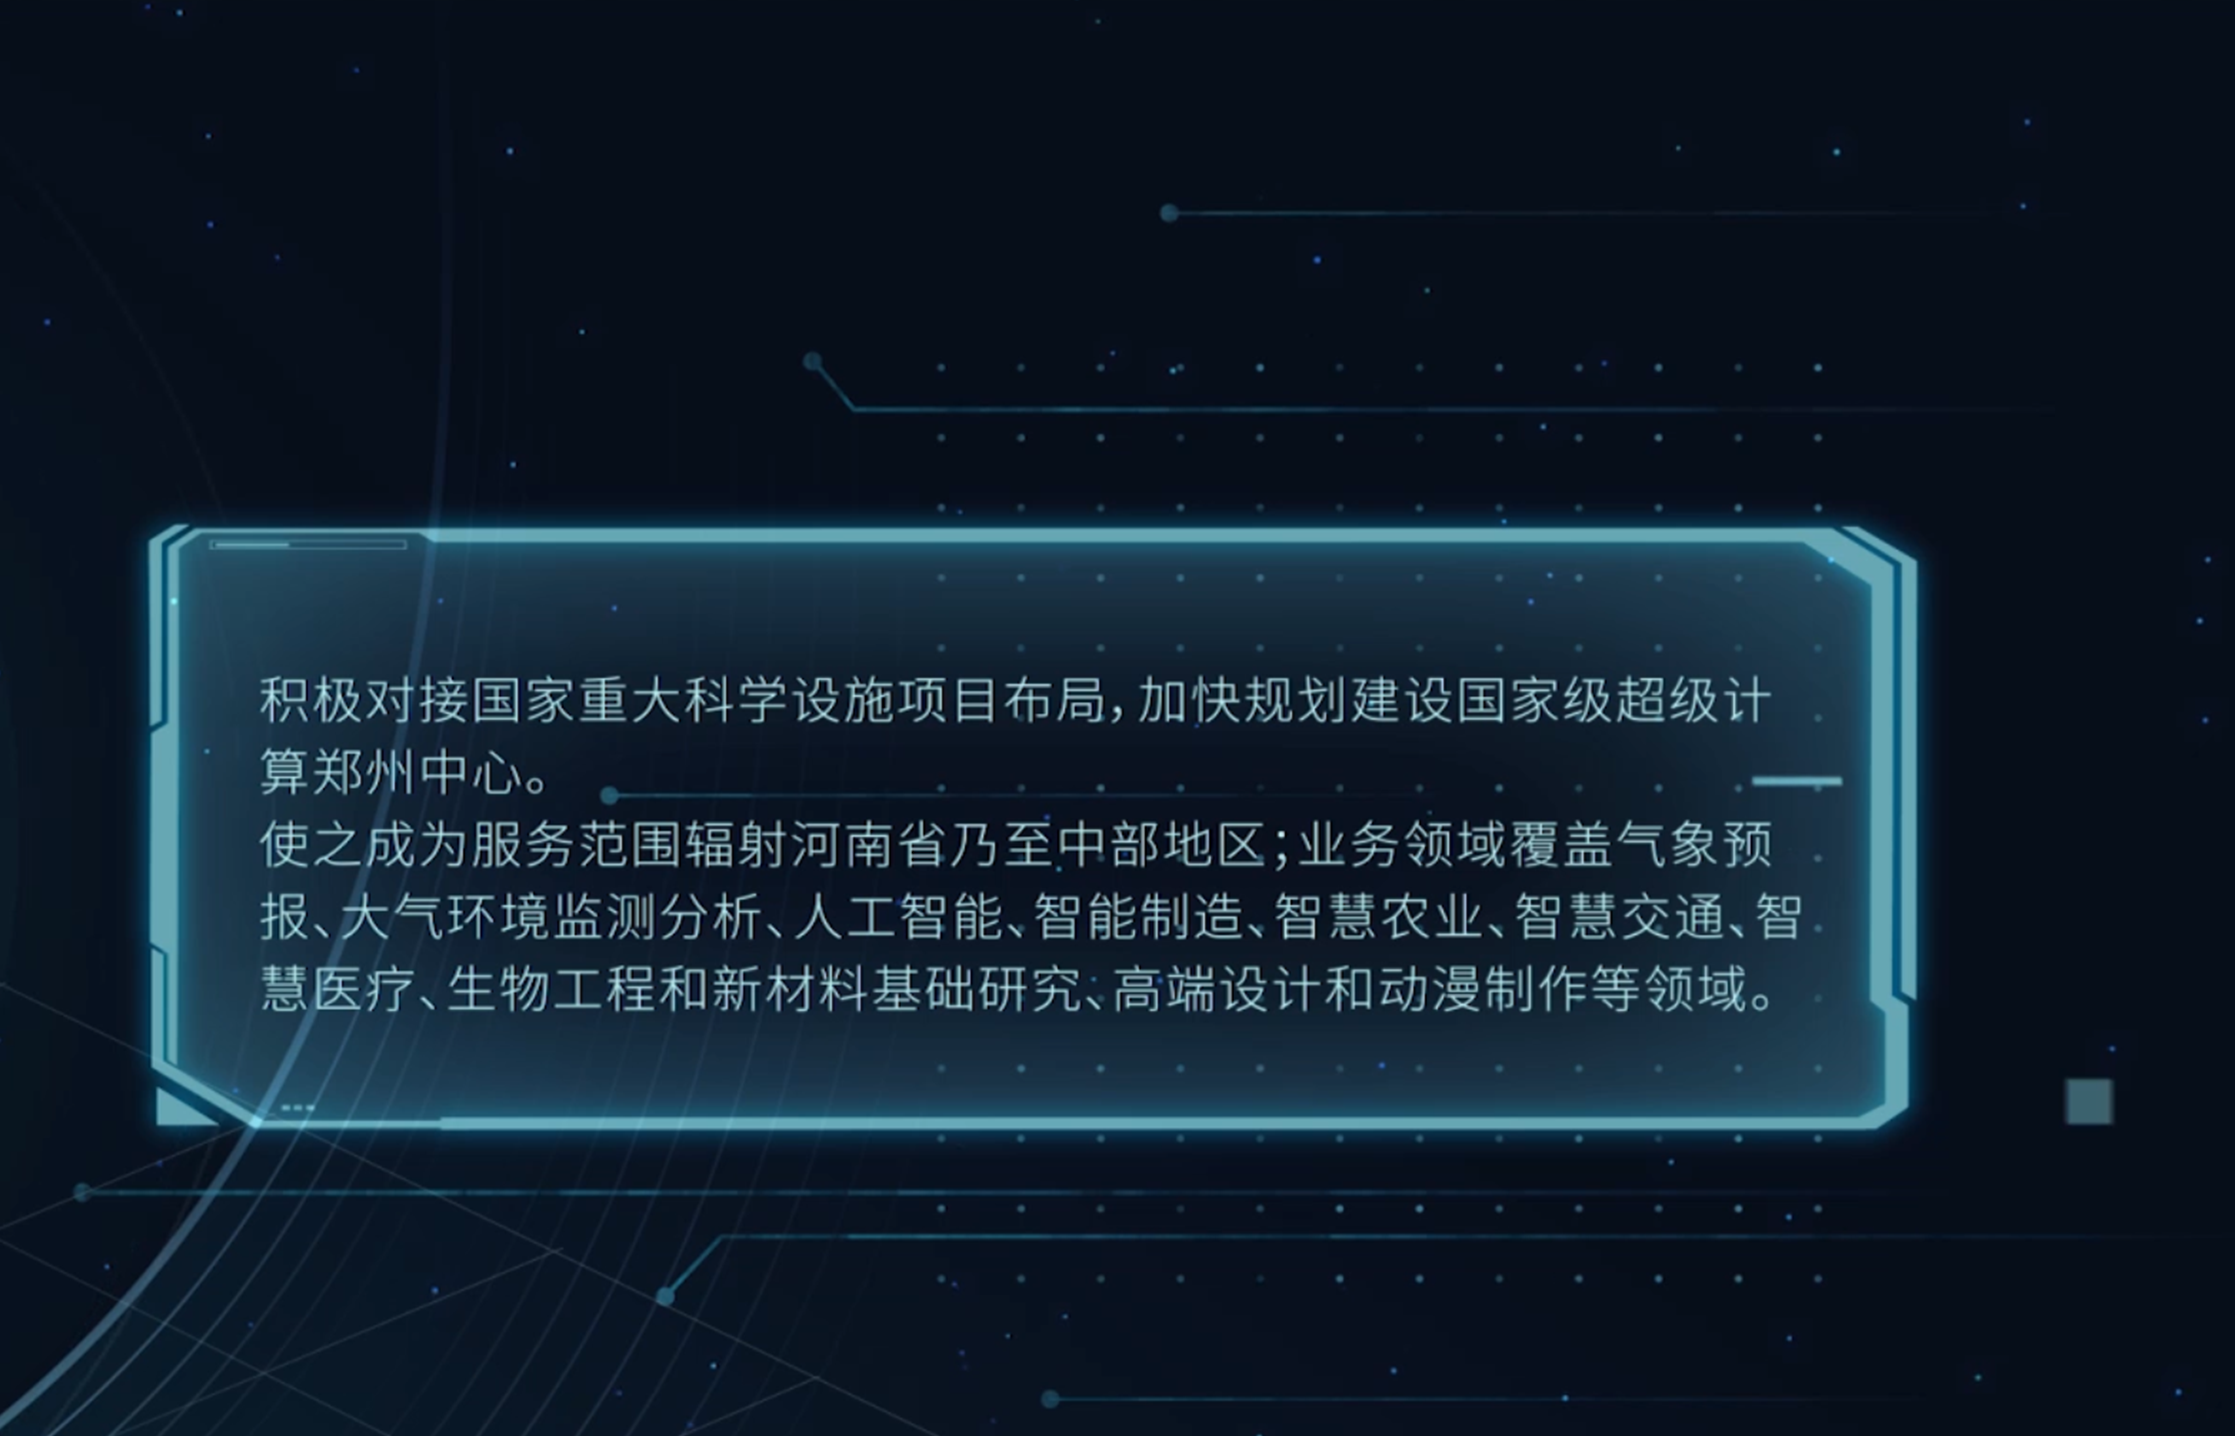 积极对接国家重大科学设施项目布局，加快规划建设国家级超级计
算郑州中心。
使之成为服务范围辐射河南省乃至中部地区；业务领域覆盖气象预
报、大气环境监测分析、人工智能、智能制造、智慧农业、智慧交通、智
慧医疗、生物工程和新材料基础研究、高端设计和动漫制作等领域。